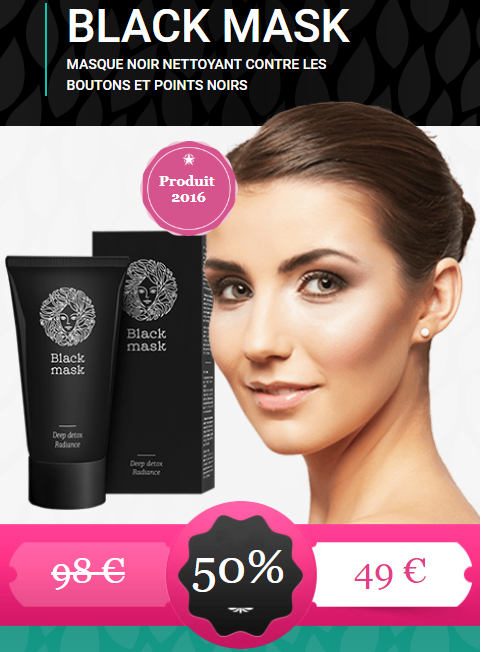 BLACK MASK
MASQUE NOIR NETTOYANT CONTRE LES
BOUTONS ET POINTS NOIRS
Produit
2016
Black
mask
Deep detox
Radiance
Black
mask
Deep detox
Radiance
98 €
50%
49 €